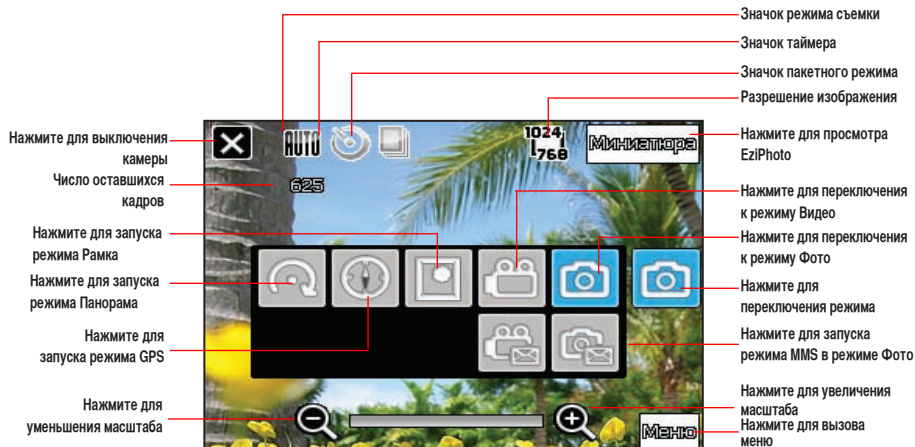 Значок режима съемки
Значок таймера
Значок пакетного режима
Разрешение изображения
Нажмите для выключения
камеры
Число оставшихся
кадров
Нажмите для запуска
режима Рамка
Нажмите для запуска
режима Панорама
Нажмите для
запуска режима GPS
Нажмите для
уменьшения масштаба
AUTO
1024
768
Миниатюра
625
Меню
Нажмите для просмотра
EziPhoto
Нажмите для переключения
к режиму Видео
Нажмите для переключения
к режиму Фото
Нажмите для
переключения режима
Нажмите для запуска
режима MMS в режиме Фото
Нажмите для увеличения
масштаба
Нажмите для вызова
меню